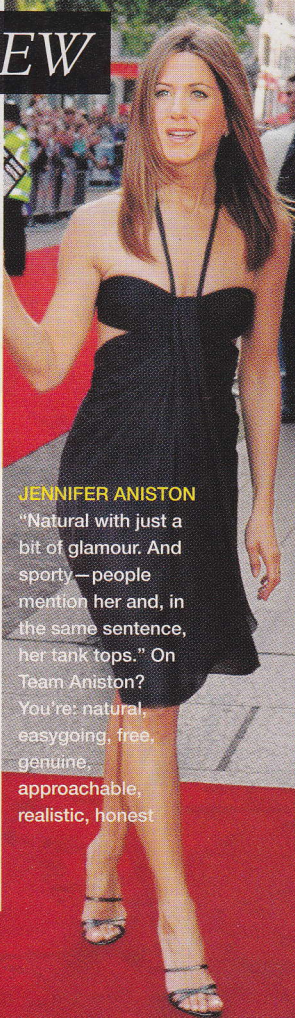 EW
JENNIFER ANISTON
“Natural with just a
bit of glamour. And
sporty—people
mention her and, in
the same sentence,
her tank tops.” On
Team Aniston?
You're: natural,
easygoing, free,
genuine,
approachable,
realistic, honest